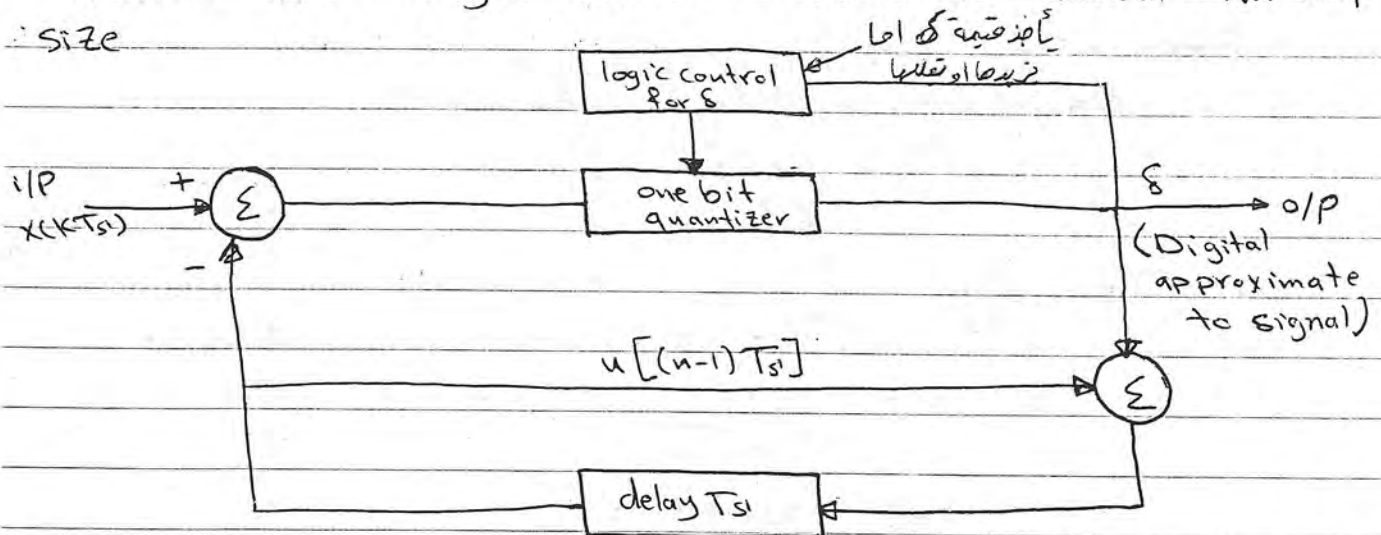 size
يأخذ قيمة δ اما
نزيدها او نقللها
logic control
for δ
i/p
x(kTs')
+
Σ
-
one bit
quantizer
δ
o/p
(Digital
approximate
to signal)
u[(n-1)Ts']
Σ
delay Ts'